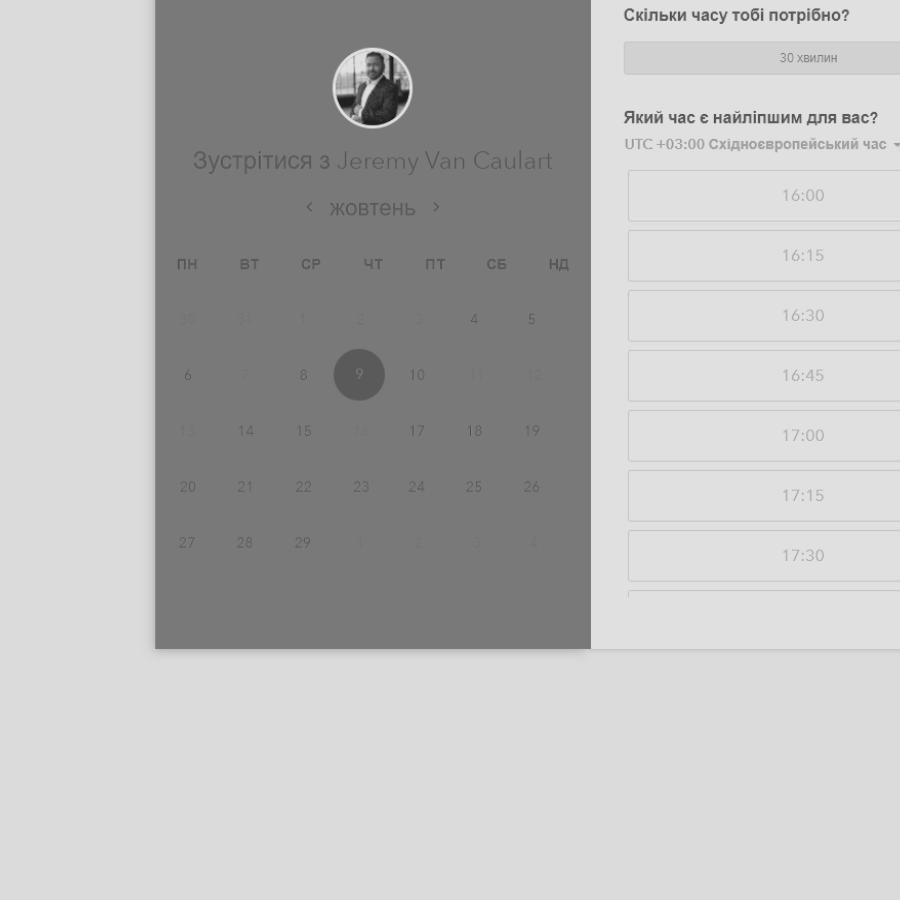 Зустрітися з Jeremy Van Caulart
жовтень
ПН ВТ СР ЧТ ПТ СБ НД
30 31 1 2 3 4 5
6 7 8 9 10 11 12
13 14 15 16 17 18 19
20 21 22 23 24 25 26
27 28 29 1 2 3 4
Скільки часу тобі потрібно?
30 хвилин
Який час є найліпшим для вас?
UTC +03:00 Східноєвропейський час
16:00
16:15
16:30
16:45
17:00
17:15
17:30